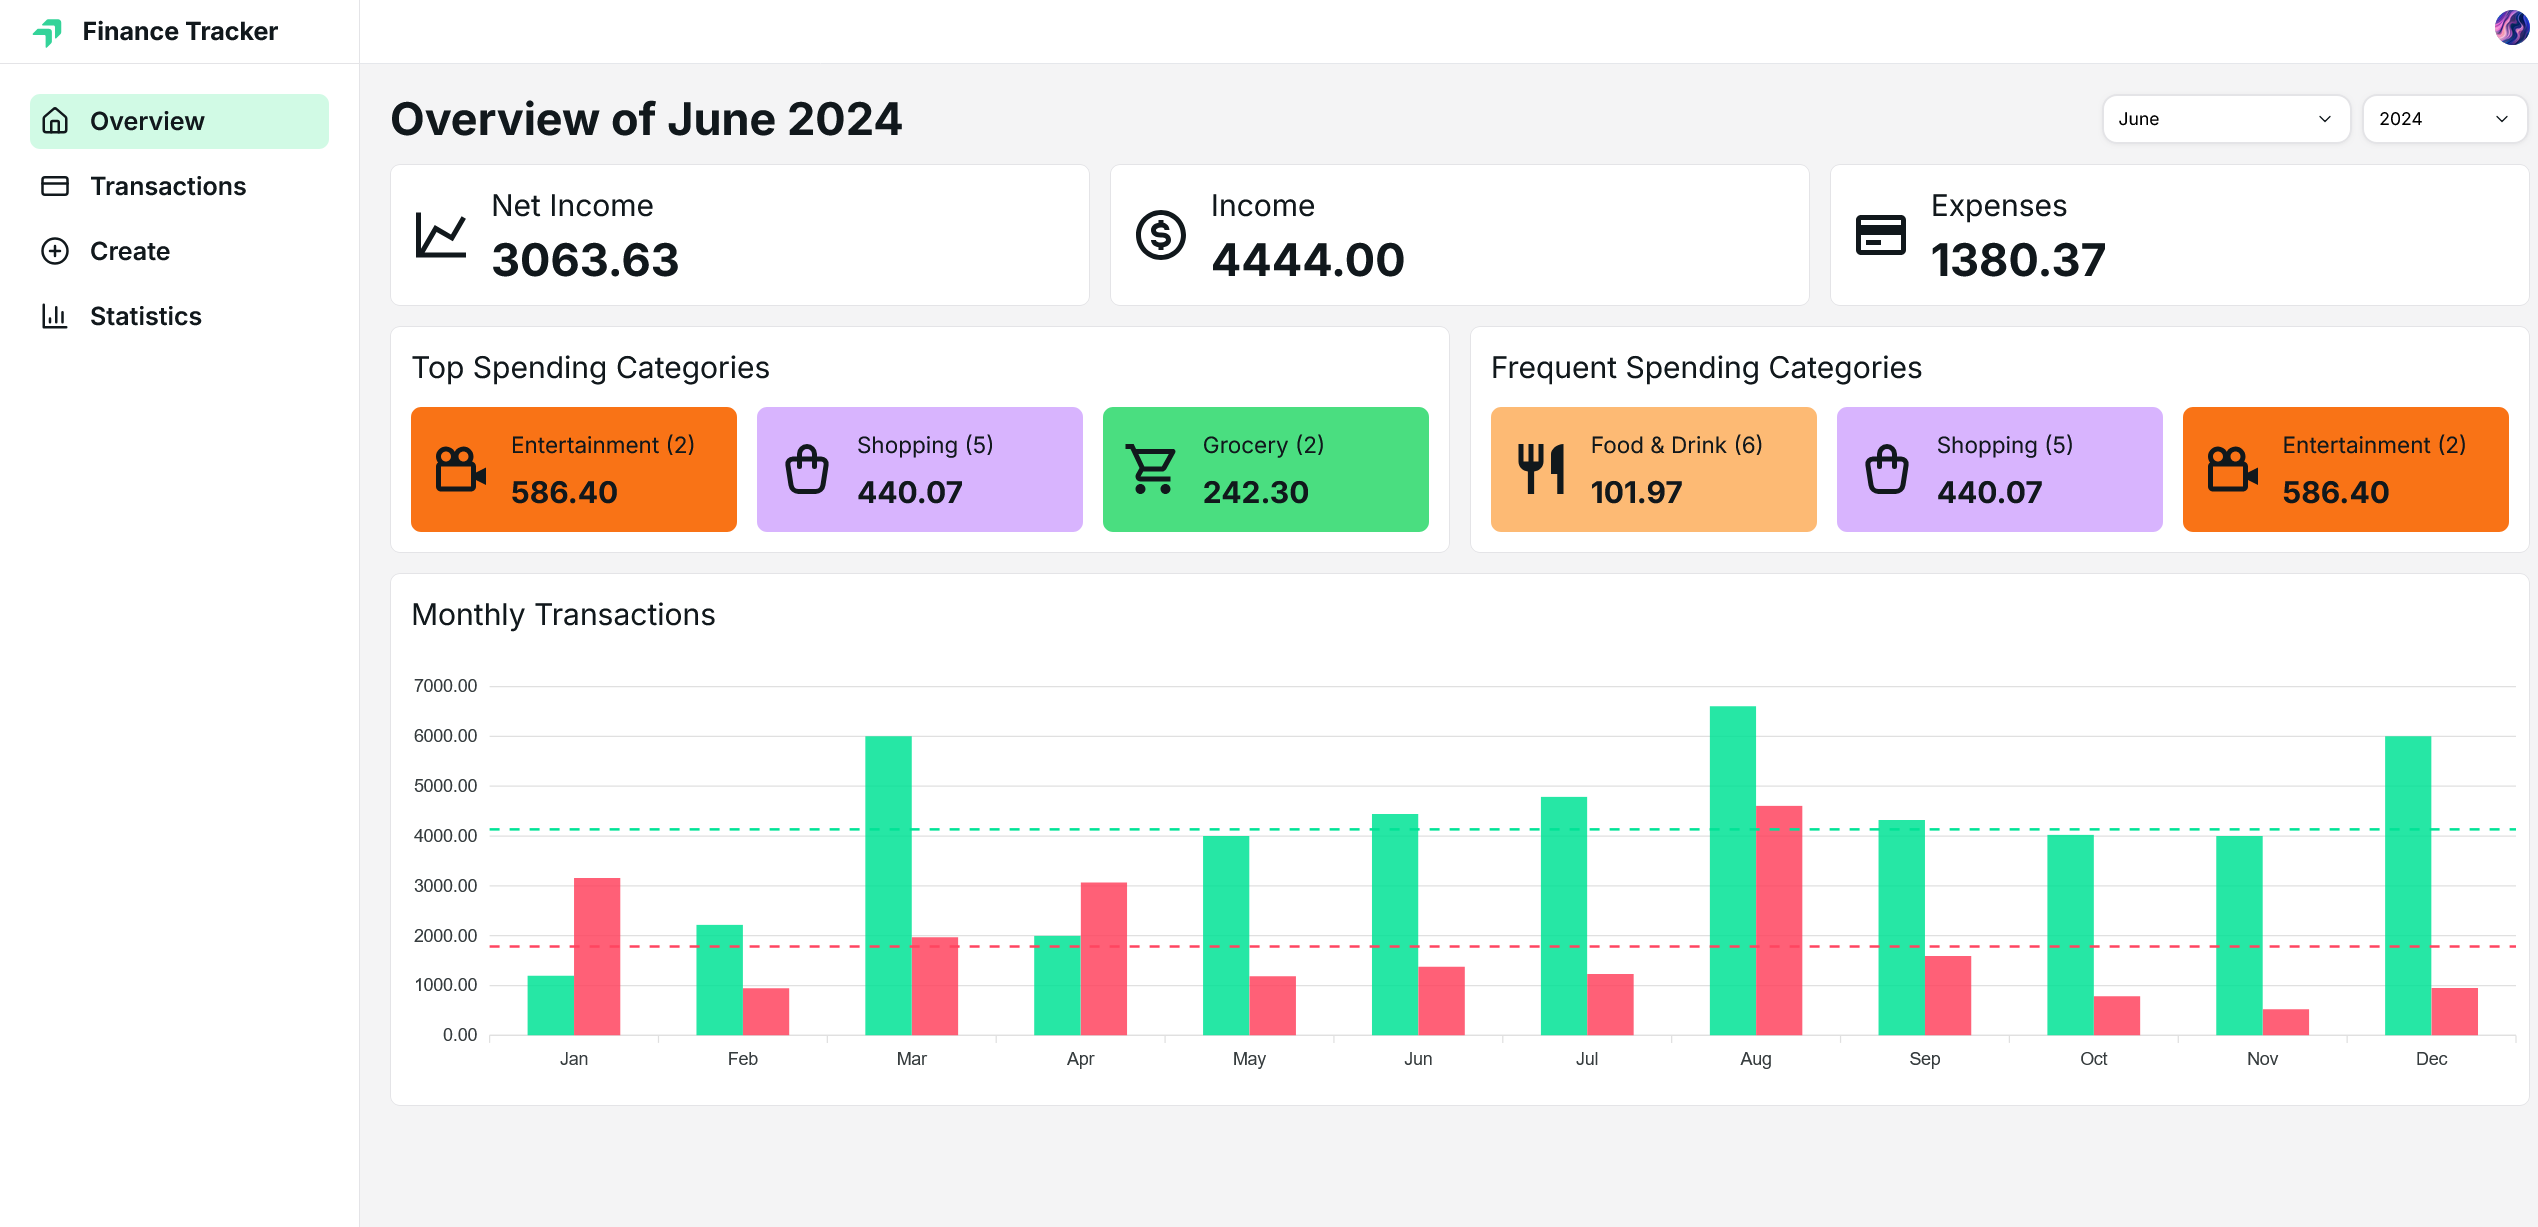 Finance Tracker
Overview
Transactions
Create
Statistics
Overview of June 2024
June
2024
Net Income
3063.63
Income
4444.00
Expenses
1380.37
Top Spending Categories
Entertainment (2)
586.40
Shopping (5)
440.07
Grocery (2)
242.30
Frequent Spending Categories
Food & Drink (6)
101.97
Shopping (5)
440.07
Entertainment (2)
586.40
Monthly Transactions
7000.00
6000.00
5000.00
4000.00
3000.00
2000.00
1000.00
0.00
Jan Feb Mar Apr May Jun Jul Aug Sep Oct Nov Dec